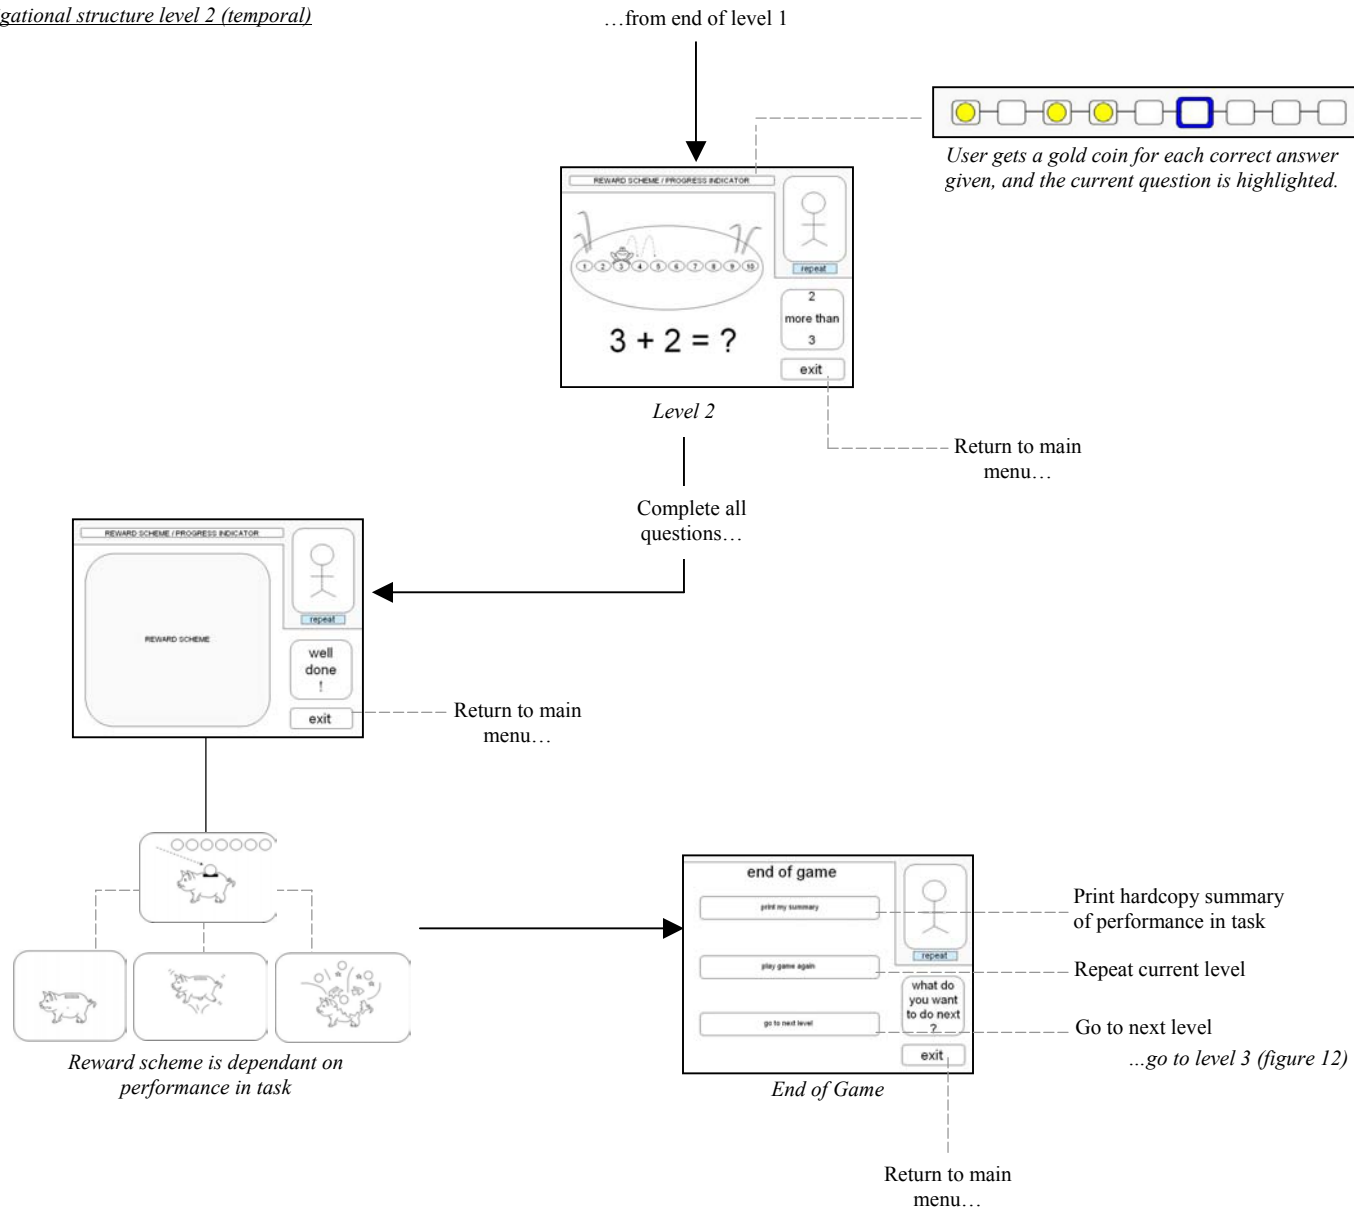 gational structure level 2 (temporal)
…from end of level 1
User gets a gold coin for each correct answer
given, and the current question is highlighted.
REWARD SCHEME / PROGRESS INDICATOR
1 2 3 4 5 6 7 8 9 10
repeat
2
more than
3
3 + 2 = ?
exit
Level 2
Return to main
menu…
Complete all
questions…
REWARD SCHEME / PROGRESS INDICATOR
REWARD SCHEME
repeat
well
done
!
exit
Return to main
menu…
Reward scheme is dependant on
performance in task
end of game
print my summary
play game again
go to next level
repeat
what do
you want
to do next
?
exit
End of Game
Print hardcopy summary
of performance in task
Repeat current level
Go to next level
...go to level 3 (figure 12)
Return to main
menu…